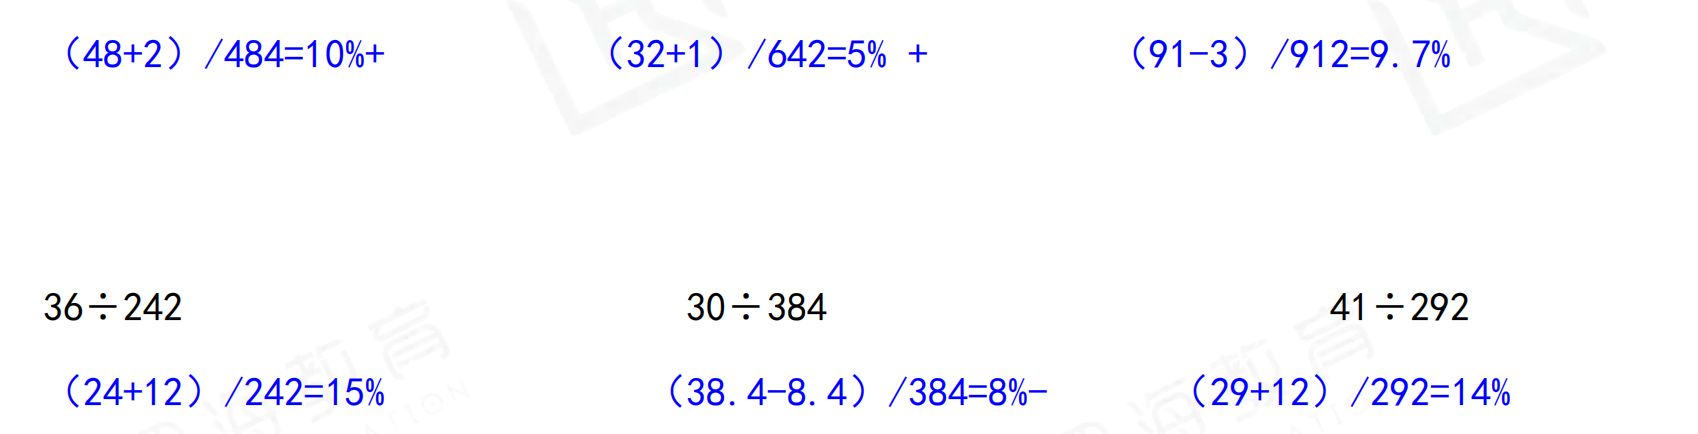 （48+2）/484=10%+ （32+1）/642=5% + （91-3）/912=9.7%
36÷242 30÷384 41÷292
（24+12）/242=15% （38.4-8.4）/384=8%- （29+12）/292=14%